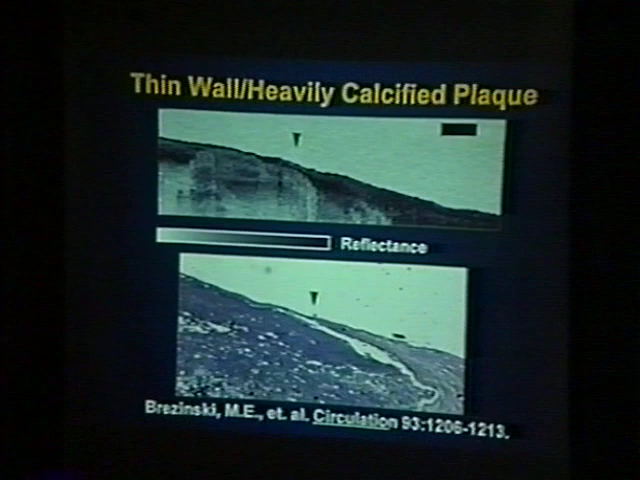 Thin Wall/Heavily Calcified Plaque
Reflectance
Brezinski, M.E., et. al. Circulation 93:1206-1213.